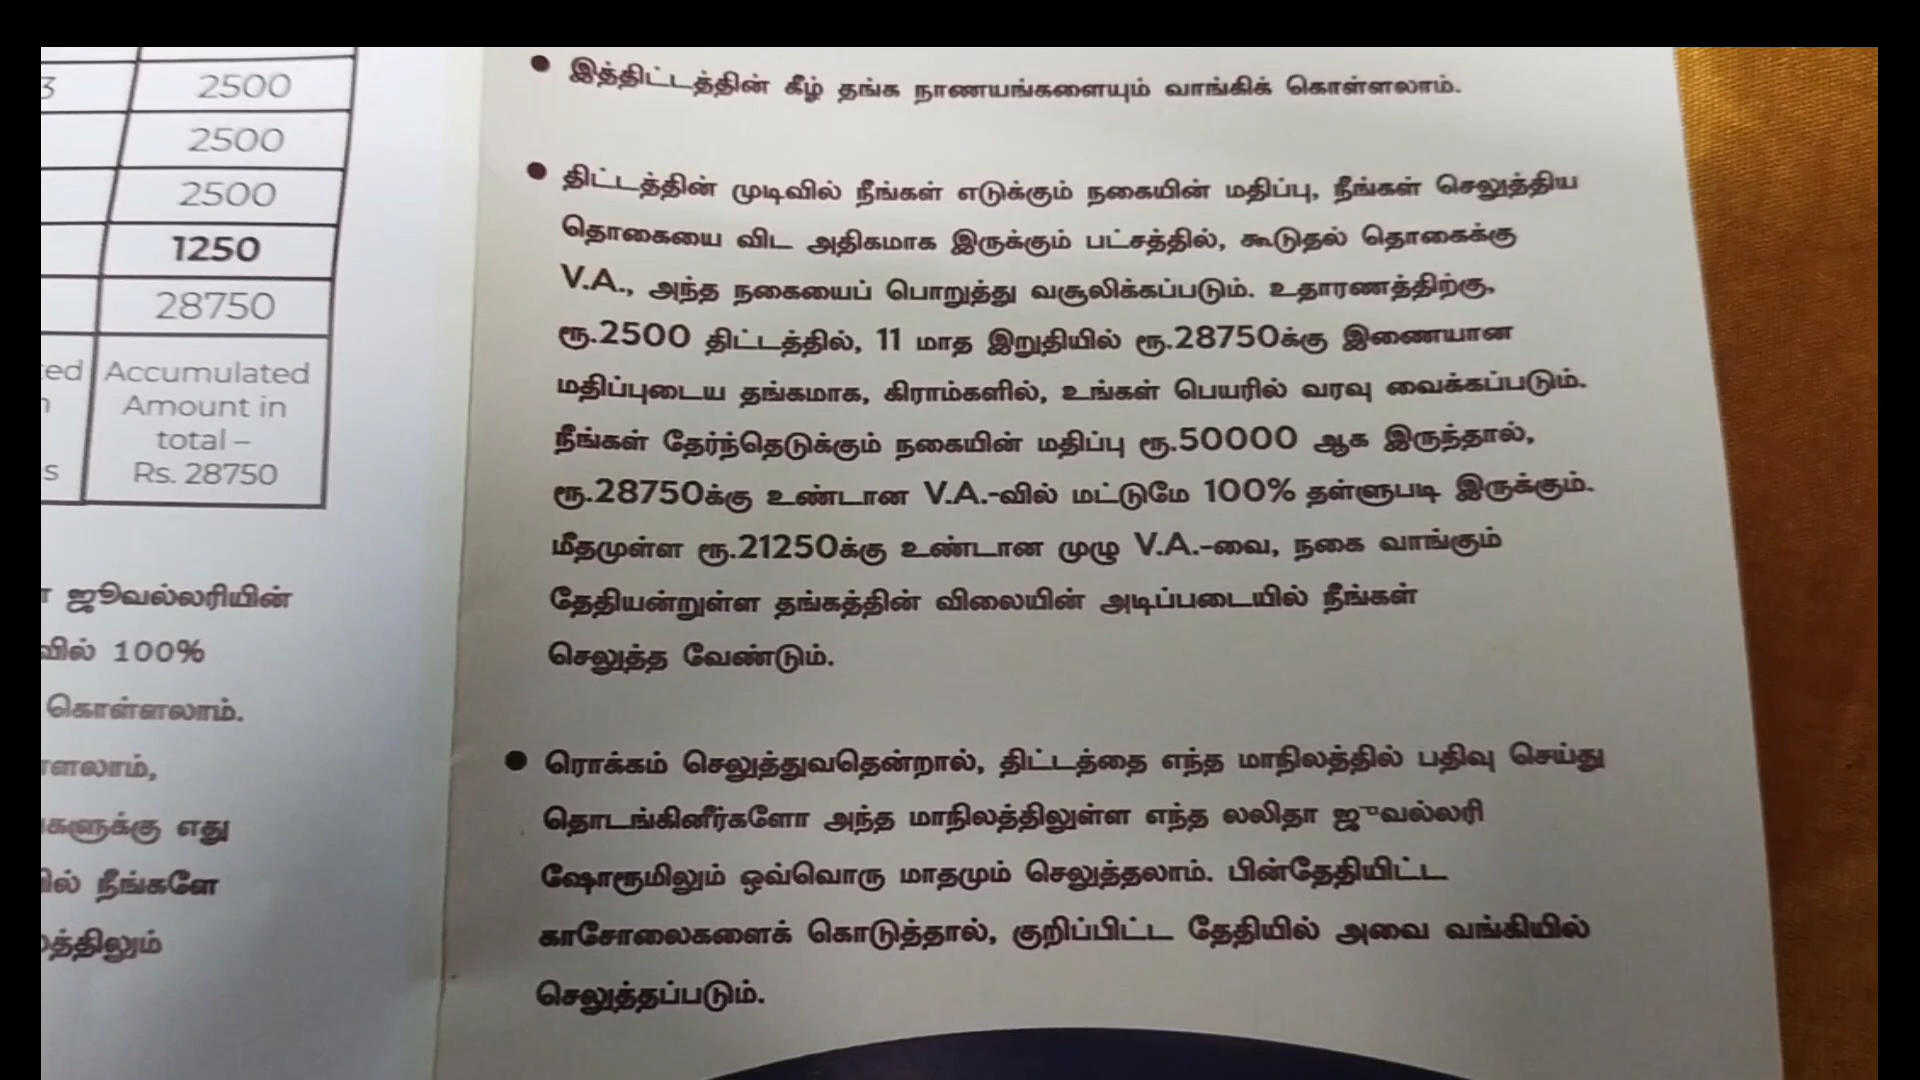 3 2500
2500
2500
1250
28750
Accumulated
Amount in
total –
Rs. 28750
ஜூவல்லரியின்
100%
கொள்ளலாம்.
எது
நீங்களே
• இத்திட்டத்தின் கீழ் தங்க நாணயங்களையும் வாங்கிக் கொள்ளலாம்.
• திட்டத்தின் முடிவில் நீங்கள் எடுக்கும் நகையின் மதிப்பு, நீங்கள் செலுத்திய
தொகையை விட அதிகமாக இருக்கும் பட்சத்தில், கூடுதல் தொகைக்கு
V.A., அந்த நகையைப் பொறுத்து வசூலிக்கப்படும். உதாரணத்திற்கு,
ரூ.2500 திட்டத்தில், 11 மாத இறுதியில் ரூ.28750க்கு இணையான
மதிப்புடைய தங்கமாக, கிராம்களில், உங்கள் பெயரில் வரவு வைக்கப்படும்.
நீங்கள் தேர்ந்தெடுக்கும் நகையின் மதிப்பு ரூ.50000 ஆக இருந்தால்,
ரூ.28750க்கு உண்டான V.A.-வில் மட்டுமே 100% தள்ளுபடி இருக்கும்.
மீதமுள்ள ரூ.21250க்கு உண்டான முழு V.A.-வை, நகை வாங்கும்
தேதியன்றுள்ள தங்கத்தின் விலையின் அடிப்படையில் நீங்கள்
செலுத்த வேண்டும்.
• ரொக்கம் செலுத்துவதென்றால், திட்டத்தை எந்த மாநிலத்தில் பதிவு செய்து
தொடங்கினீர்களோ அந்த மாநிலத்திலுள்ள எந்த லலிதா ஜுவல்லரி
ஷோரூமிலும் ஒவ்வொரு மாதமும் செலுத்தலாம். பின்தேதியிட்ட
காசோலைகளைக் கொடுத்தால், குறிப்பிட்ட தேதியில் அவை வங்கியில்
செலுத்தப்படும்.